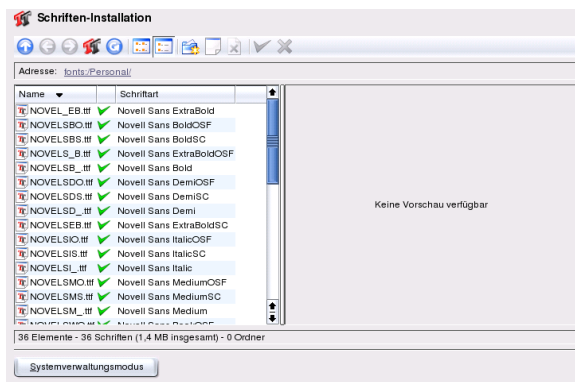 Schriften-Installation
Adresse: fonts:/Personal/
Name Schriftart
NOVEL_EB.ttf Novell Sans ExtraBold
NOVELSBO.ttf Novell Sans BoldOSF
NOVELSBS.ttf Novell Sans BoldSC
NOVELS_B.ttf Novell Sans ExtraBoldOSF
NOVELSB_.ttf Novell Sans Bold
NOVELSDO.ttf Novell Sans DemiOSF
NOVELSDS.ttf Novell Sans DemiSC
NOVELSD_.ttf Novell Sans Demi
NOVELSEB.ttf Novell Sans ExtraBoldSC
NOVELSIO.ttf Novell Sans ItalicOSF
NOVELSIS.ttf Novell Sans ItalicSC
NOVELSI_.ttf Novell Sans Italic
NOVELSMO.ttf Novell Sans MediumOSF
NOVELSMS.ttf Novell Sans MediumSC
NOVELSM_.ttf Novell Sans Medium
Keine Vorschau verfügbar
36 Elemente - 36 Schriften (1,4 MB insgesamt) - 0 Ordner
Systemverwaltungsmodus